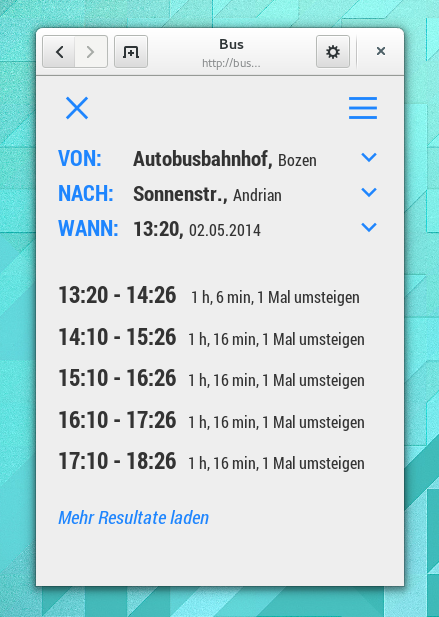 Bus
http://bus...
VON: Autobusbahnhof, Bozen
NACH: Sonnenstr., Andrian
WANN: 13:20, 02.05.2014
13:20 - 14:26 1 h, 6 min, 1 Mal umsteigen
14:10 - 15:26 1 h, 16 min, 1 Mal umsteigen
15:10 - 16:26 1 h, 16 min, 1 Mal umsteigen
16:10 - 17:26 1 h, 16 min, 1 Mal umsteigen
17:10 - 18:26 1 h, 16 min, 1 Mal umsteigen
Mehr Resultate laden